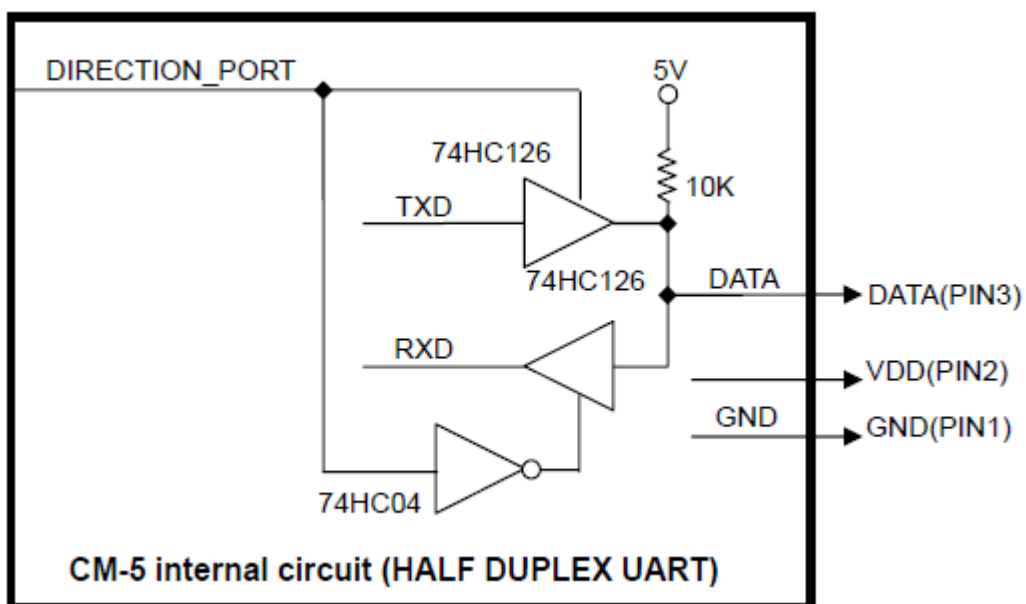 DIRECTION_PORT
5V
74HC126
10K
TXD
74HC126
DATA
DATA(PIN3)
RXD
VDD(PIN2)
GND
GND(PIN1)
74HC04
CM-5 internal circuit (HALF DUPLEX UART)